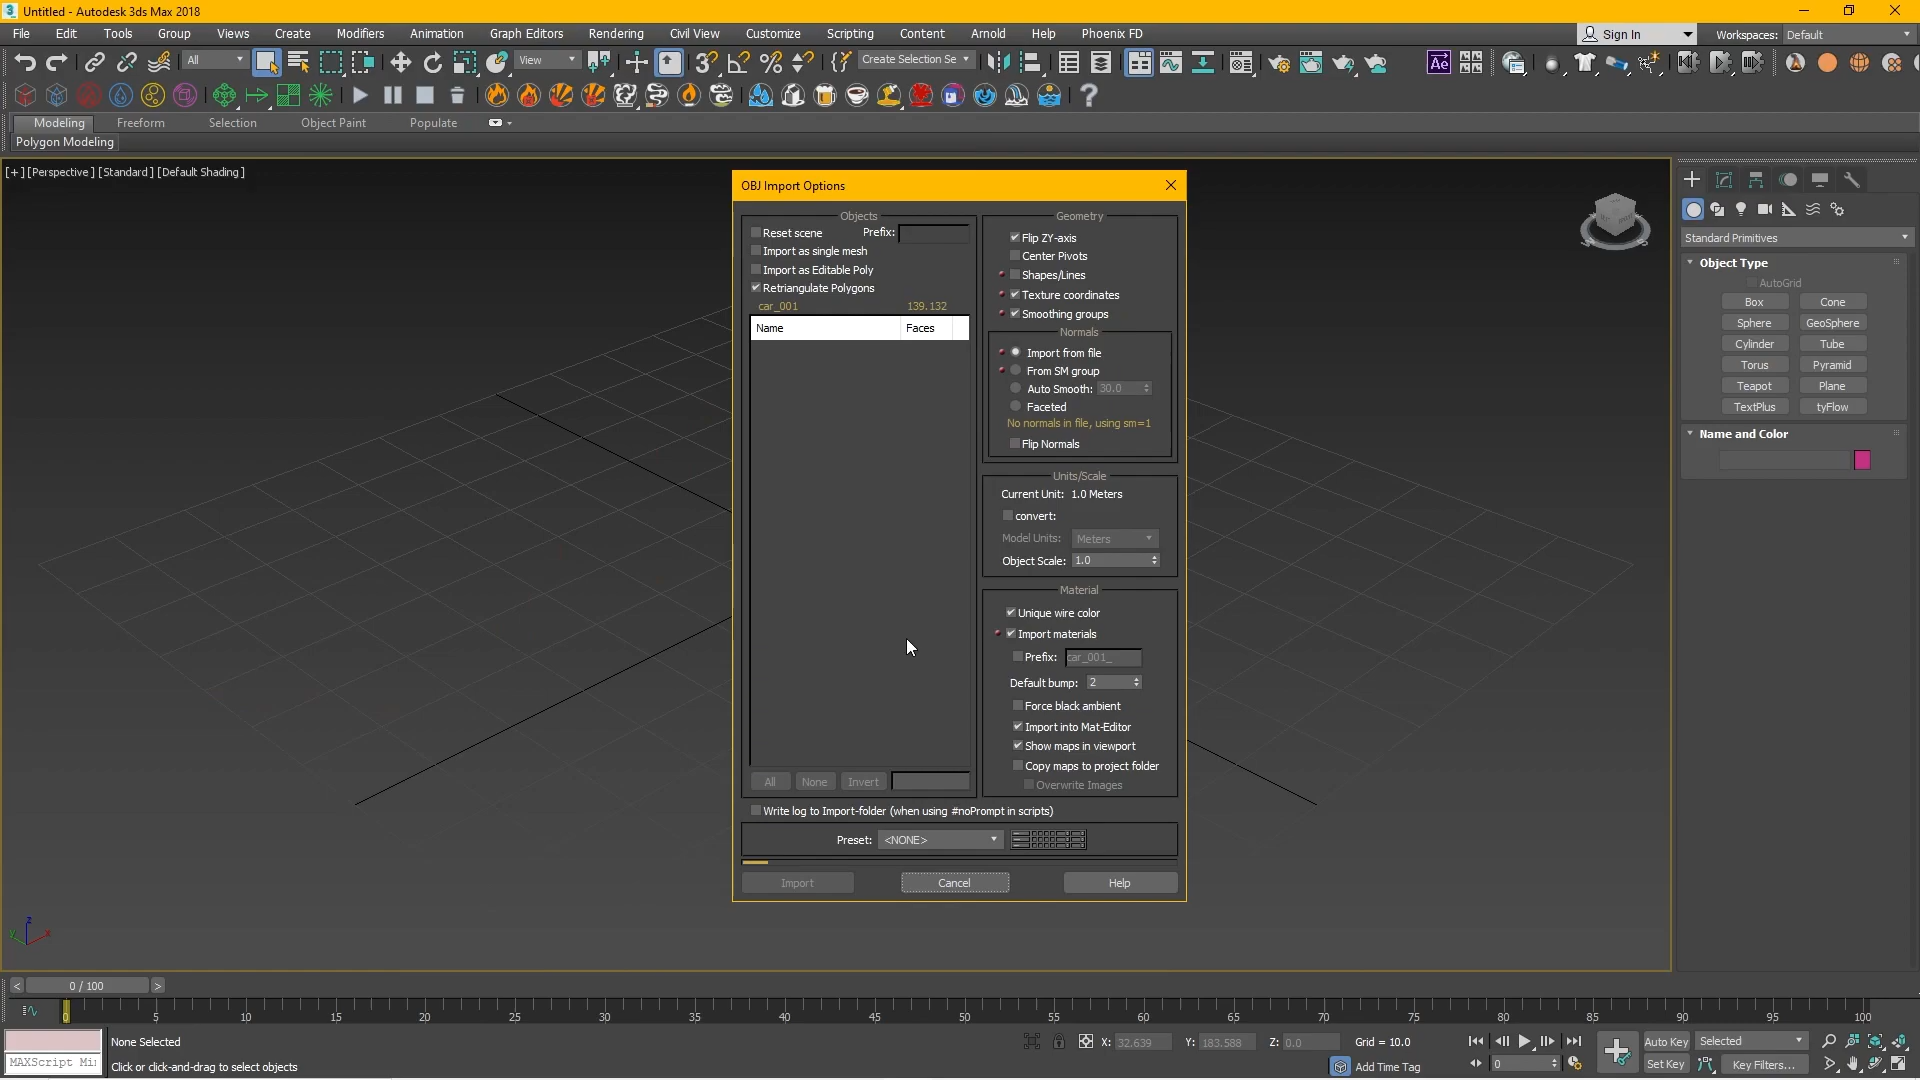 Untitled - Autodesk 3ds Max 2018
File Edit Tools Group Views Create Modifiers Animation Graph Editors Rendering Civil View Customize Scripting Content Arnold Help Phoenix FD
Sign In Workspaces: Default
All View Create Selection Se
Modeling Freeform Selection Object Paint Populate
Polygon Modeling
[+] [Perspective] [Standard] [Default Shading]
OBJ Import Options
Objects
Reset scene Prefix:
Import as single mesh
Import as Editable Poly
Retriangulate Polygons
car_001 139.132
Name Faces
All None Invert
Geometry
Flip ZY-axis
Center Pivots
Shapes/Lines
Texture coordinates
Smoothing groups
Normals
Import from file
From SM group
Auto Smooth: 30.0
Faceted
No normals in file, using sm=1
Flip Normals
Units/Scale
Current Unit: 1.0 Meters
convert:
Model Units: Meters
Object Scale: 1.0
Material
Unique wire color
Import materials
Prefix: car_001_
Default bump: 2
Force black ambient
Import into Mat-Editor
Show maps in viewport
Copy maps to project folder
Overwrite Images
Write log to Import-folder (when using #noPrompt in scripts)
Preset: <NONE>
Import Cancel Help
Standard Primitives
Object Type
AutoGrid
Box Cone
Sphere GeoSphere
Cylinder Tube
Torus Pyramid
Teapot Plane
TextPlus tyFlow
Name and Color
z
y x
< 0 / 100 >
0 5 10 15 20 25 30 35 40 45 50 55 60 65 70 75 80 85 90 95 100
None Selected X: 32.639 Y: 183.588 Z: 0.0 Grid = 10.0 Auto Key Selected
MAXScript Mi Click or click-and-drag to select objects Add Time Tag 0 Set Key Key Filters...